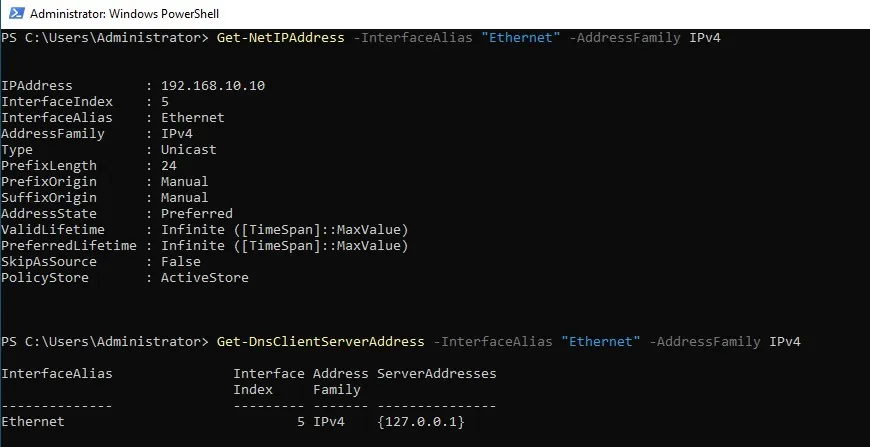 Administrator: Windows PowerShell
PS C:\Users\Administrator> Get-NetIPAddress -InterfaceAlias "Ethernet" -AddressFamily IPv4
IPAddress         : 192.168.10.10
InterfaceIndex    : 5
InterfaceAlias    : Ethernet
AddressFamily     : IPv4
Type              : Unicast
PrefixLength      : 24
PrefixOrigin      : Manual
SuffixOrigin      : Manual
AddressState      : Preferred
ValidLifetime     : Infinite ([TimeSpan]::MaxValue)
PreferredLifetime : Infinite ([TimeSpan]::MaxValue)
SkipAsSource      : False
PolicyStore       : ActiveStore
PS C:\Users\Administrator> Get-DnsClientServerAddress -InterfaceAlias "Ethernet" -AddressFamily IPv4
InterfaceAlias               Interface Address ServerAddresses
                             Index     Family
--------------               --------- ------- ---------------
Ethernet                             5 IPv4    {127.0.0.1}